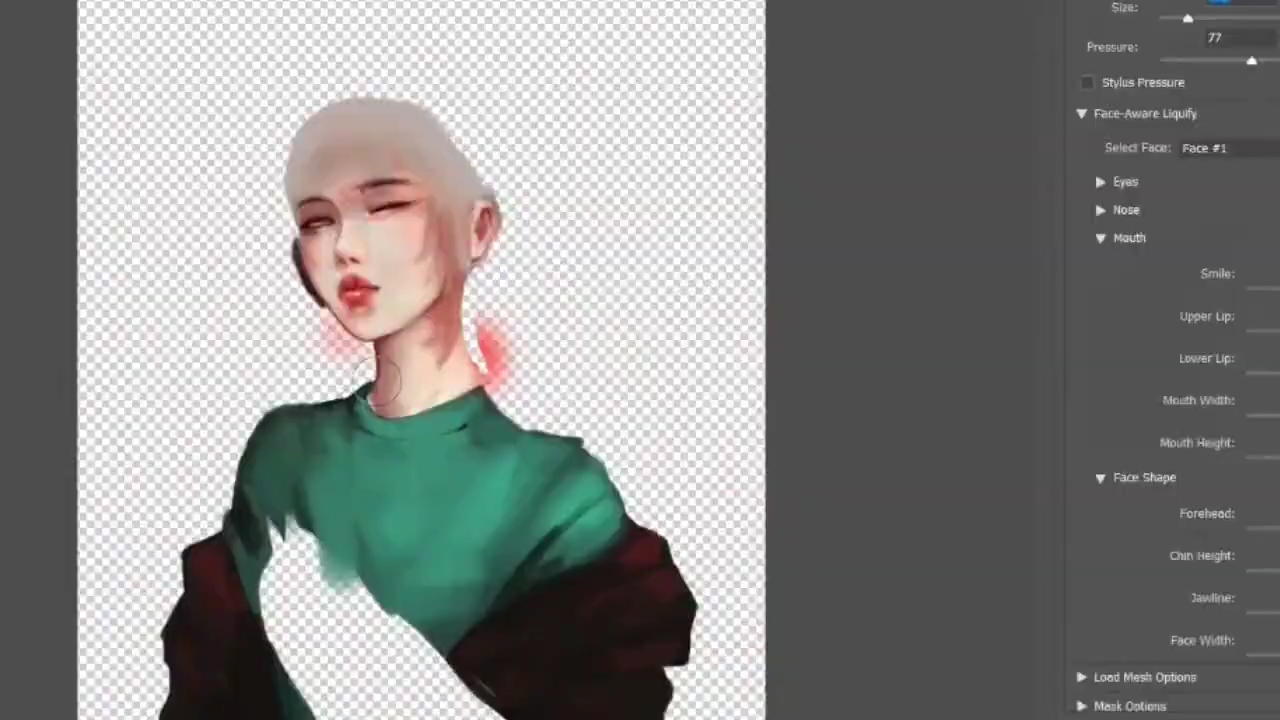 Size:
77
Pressure:
Stylus Pressure
Face-Aware Liquify
Select Face: Face #1
Eyes
Nose
Mouth
Smile:
Upper Lip:
Lower Lip:
Mouth Width:
Mouth Height:
Face Shape
Forehead:
Chin Height:
Jawline:
Face Width:
Load Mesh Options
Mask Options